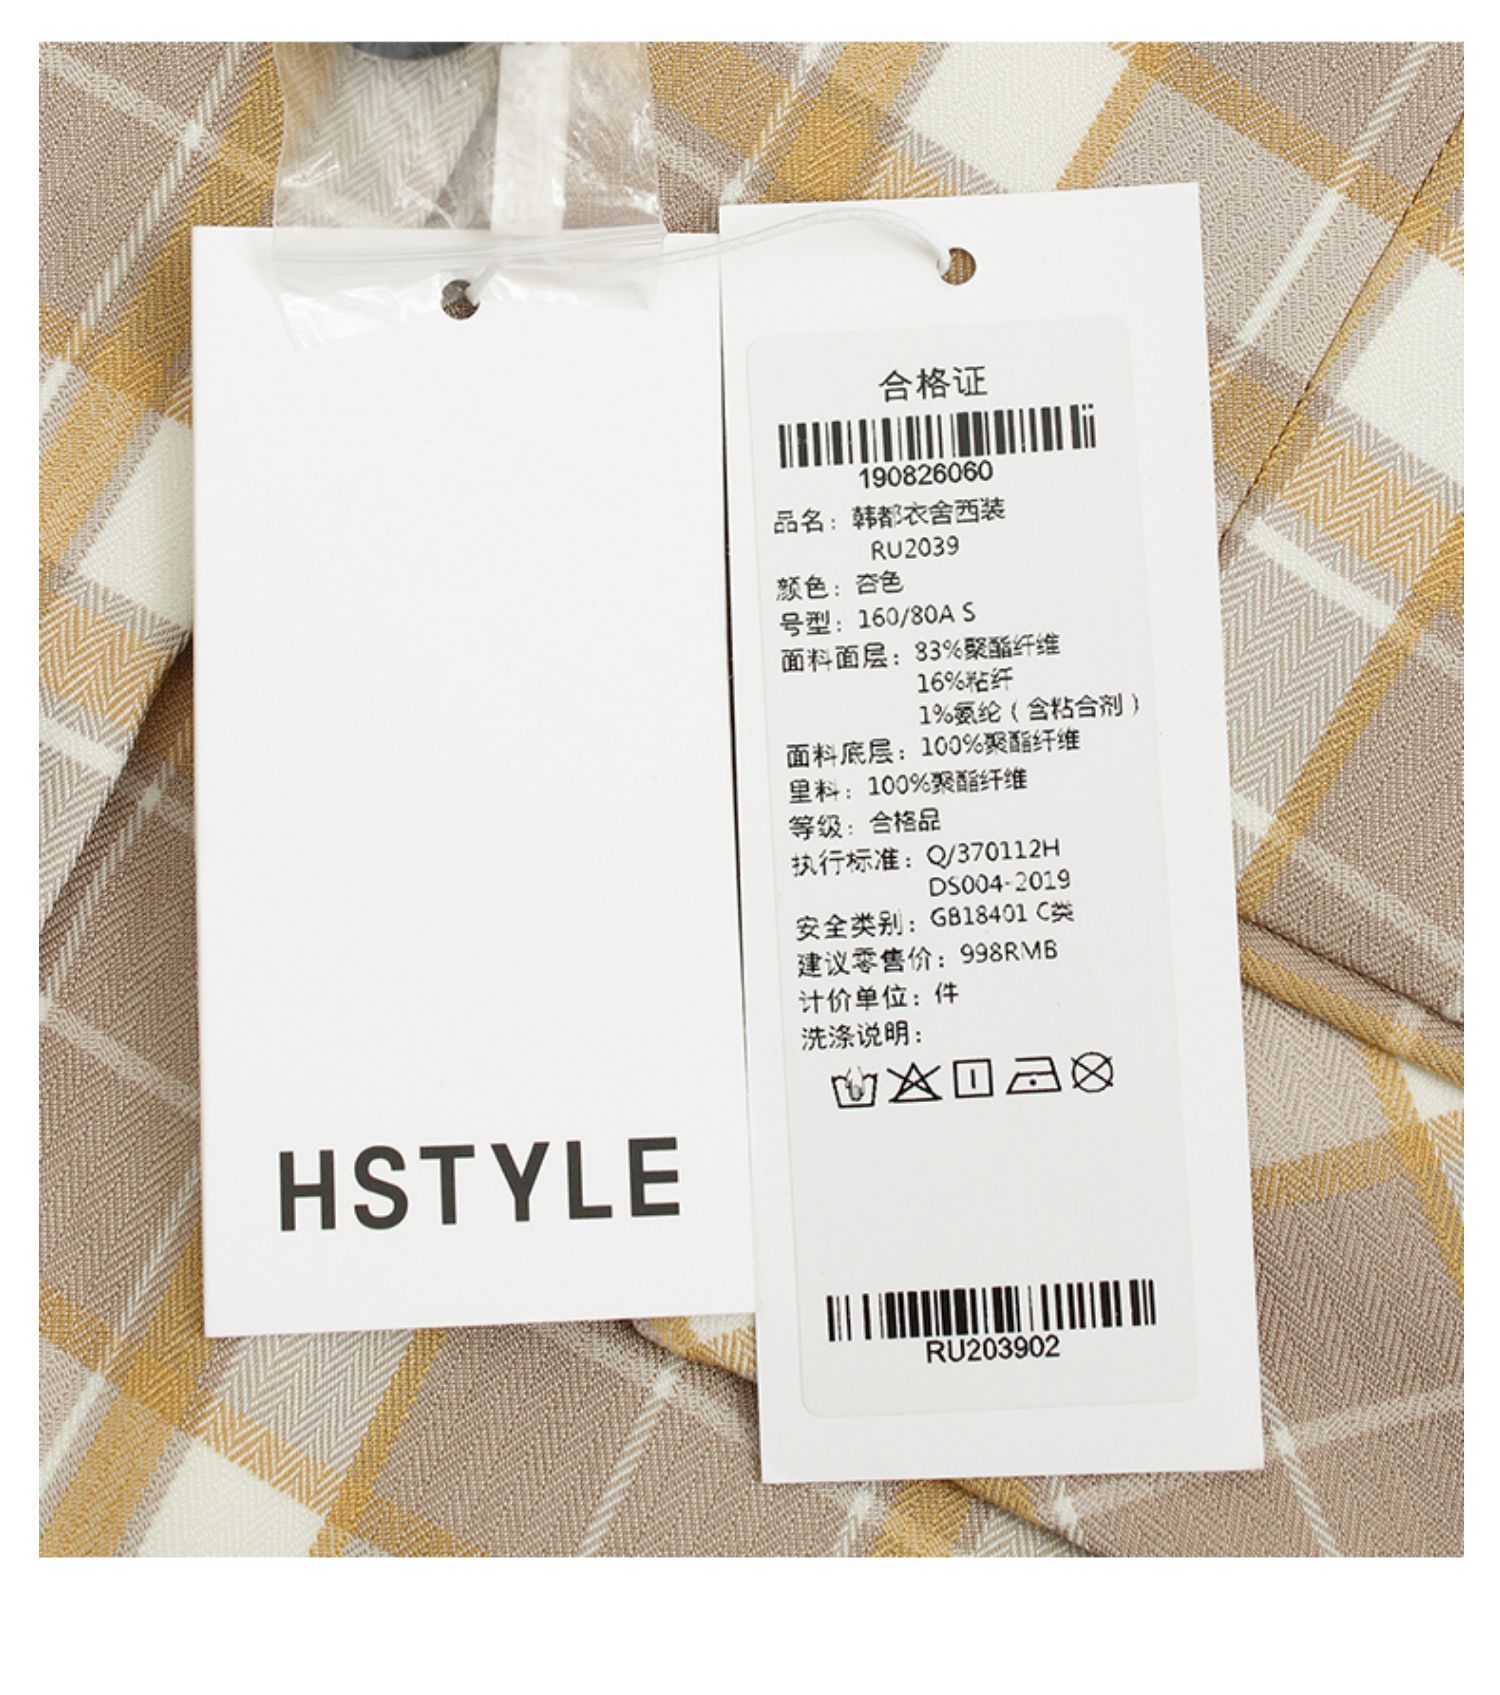 HSTYLE
合格证
190826060
品名：韩都衣舍西装
RU2039
颜色：杏色
号型：160/80A S
面料面层：83%聚酯纤维
16%粘纤
1%氨纶（含粘合剂）
面料底层：100%聚酯纤维
里料：100%聚酯纤维
等级：合格品
执行标准：Q/370112H
DS004-2019
安全类别：GB18401 C类
建议零售价：998RMB
计价单位：件
洗涤说明：
RU203902